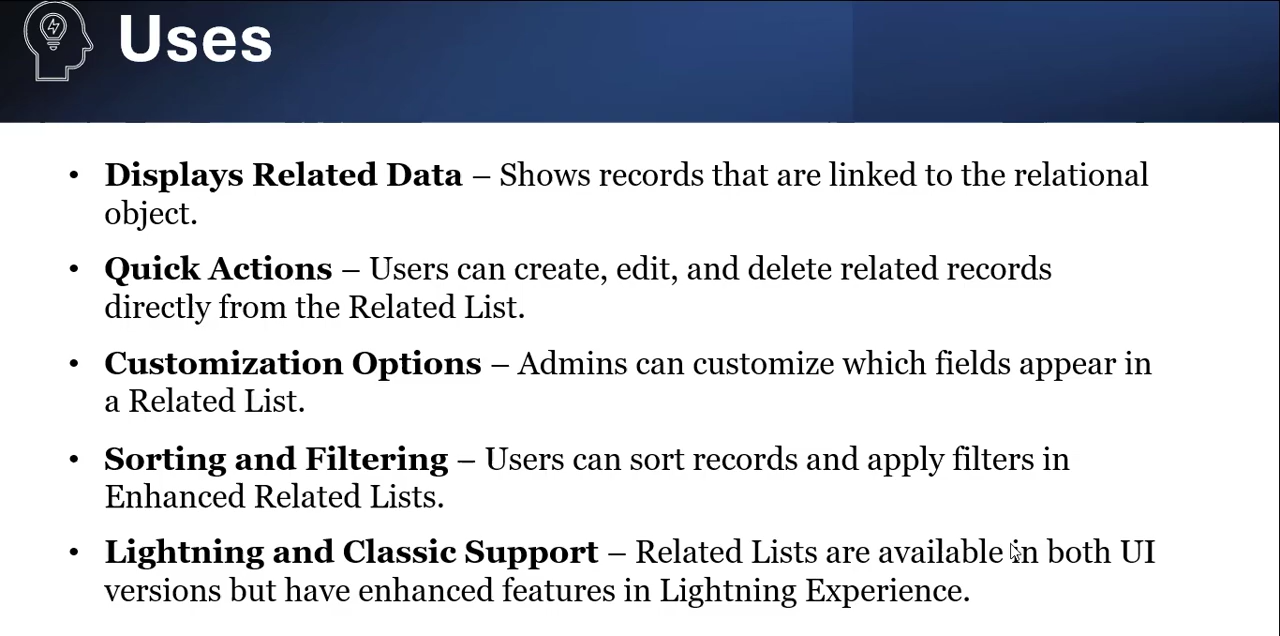 Uses
• Displays Related Data – Shows records that are linked to the relational
object.
• Quick Actions – Users can create, edit, and delete related records
directly from the Related List.
• Customization Options – Admins can customize which fields appear in
a Related List.
• Sorting and Filtering – Users can sort records and apply filters in
Enhanced Related Lists.
• Lightning and Classic Support – Related Lists are available in both UI
versions but have enhanced features in Lightning Experience.